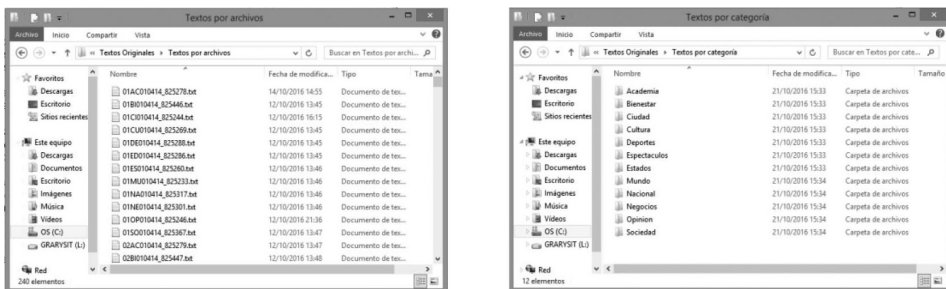 Textos por archivos
Archivo Inicio Compartir Vista
« Textos Originales › Textos por archivos
Buscar en Textos por archi...
Favoritos
Descargas
Escritorio
Sitios recientes
Este equipo
Descargas
Documentos
Escritorio
Imágenes
Música
Vídeos
OS (C:)
GRARYSIT (L:)
Red
240 elementos
Nombre Fecha de modifica... Tipo Tama
01AC010414_825278.txt 14/10/2016 14:55 Documento de tex...
01BI010414_825446.txt 12/10/2016 13:45 Documento de tex...
01CI010414_825244.txt 12/10/2016 16:15 Documento de tex...
01CU010414_825269.txt 12/10/2016 13:45 Documento de tex...
01DE010414_825288.txt 12/10/2016 13:45 Documento de tex...
01ED010414_825286.txt 12/10/2016 13:45 Documento de tex...
01ES010414_825260.txt 12/10/2016 13:46 Documento de tex...
01MU010414_825233.txt 12/10/2016 13:46 Documento de tex...
01NA010414_825317.txt 12/10/2016 13:46 Documento de tex...
01NE010414_825301.txt 12/10/2016 13:46 Documento de tex...
01OP010414_825246.txt 12/10/2016 21:36 Documento de tex...
01SO010414_825367.txt 12/10/2016 13:47 Documento de tex...
02AC010414_825279.txt 12/10/2016 13:47 Documento de tex...
02BI010414_825447.txt 12/10/2016 13:48 Documento de tex...
Textos por categoría
Archivo Inicio Compartir Vista
« Textos Originales › Textos por categoría
Buscar en Textos por cate...
Favoritos
Descargas
Escritorio
Sitios recientes
Este equipo
Descargas
Documentos
Escritorio
Imágenes
Música
Vídeos
OS (C:)
GRARYSIT (L:)
Red
12 elementos
Nombre Fecha de modifica... Tipo Tamaño
Academia 21/10/2016 15:33 Carpeta de archivos
Bienestar 21/10/2016 15:33 Carpeta de archivos
Ciudad 21/10/2016 15:33 Carpeta de archivos
Cultura 21/10/2016 15:33 Carpeta de archivos
Deportes 21/10/2016 15:33 Carpeta de archivos
Espectaculos 21/10/2016 15:33 Carpeta de archivos
Estados 21/10/2016 15:33 Carpeta de archivos
Mundo 21/10/2016 15:34 Carpeta de archivos
Nacional 21/10/2016 15:34 Carpeta de archivos
Negocios 21/10/2016 15:34 Carpeta de archivos
Opinion 21/10/2016 15:34 Carpeta de archivos
Sociedad 21/10/2016 15:34 Carpeta de archivos